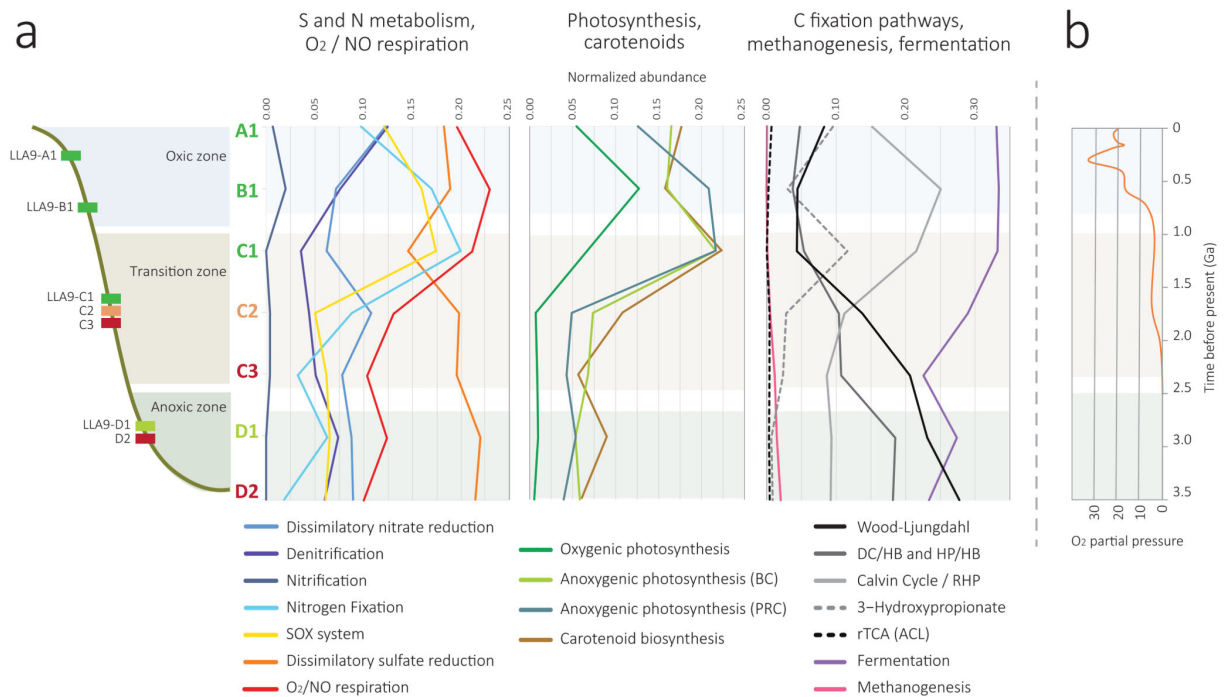 a
S and N metabolism,
O2 / NO respiration
Photosynthesis,
carotenoids
C fixation pathways,
methanogenesis, fermentation
b
Normalized abundance
0.00 0.05 0.10 0.15 0.20 0.25
0.00 0.05 0.10 0.15 0.20 0.25
0.00 0.10 0.20 0.30
A1
B1
C1
C2
C3
D1
D2
Oxic zone
Transition zone
Anoxic zone
LLA9-A1
LLA9-B1
LLA9-C1
C2
C3
LLA9-D1
D2
0
0.5
1.0
1.5
2.0
2.5
3.0
3.5
Time before present (Ga)
30 20 10 0
O2 partial pressure
Dissimilatory nitrate reduction
Denitrification
Nitrification
Nitrogen Fixation
SOX system
Dissimilatory sulfate reduction
O2/NO respiration
Oxygenic photosynthesis
Anoxygenic photosynthesis (BC)
Anoxygenic photosynthesis (PRC)
Carotenoid biosynthesis
Wood-Ljungdahl
DC/HB and HP/HB
Calvin Cycle / RHP
3-Hydroxypropionate
rTCA (ACL)
Fermentation
Methanogenesis